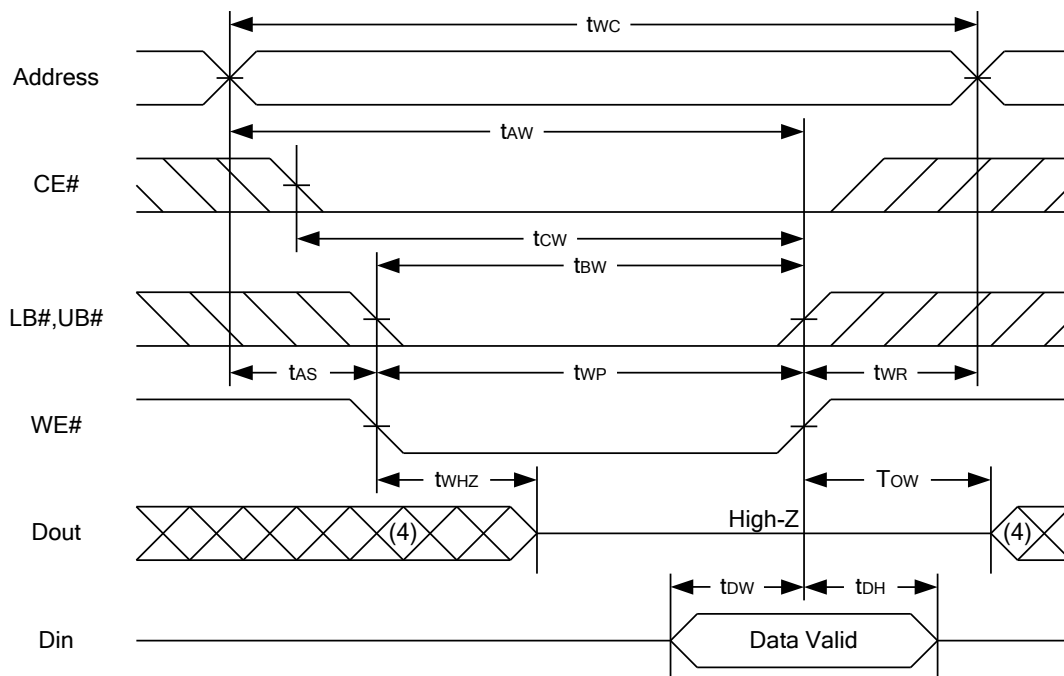 tWC
Address
tAW
CE#
tCW
tBW
LB#,UB#
tAS
tWP
tWR
WE#
tWHZ
TOW
Dout
(4)
High-Z
(4)
tDW
tDH
Din
Data Valid